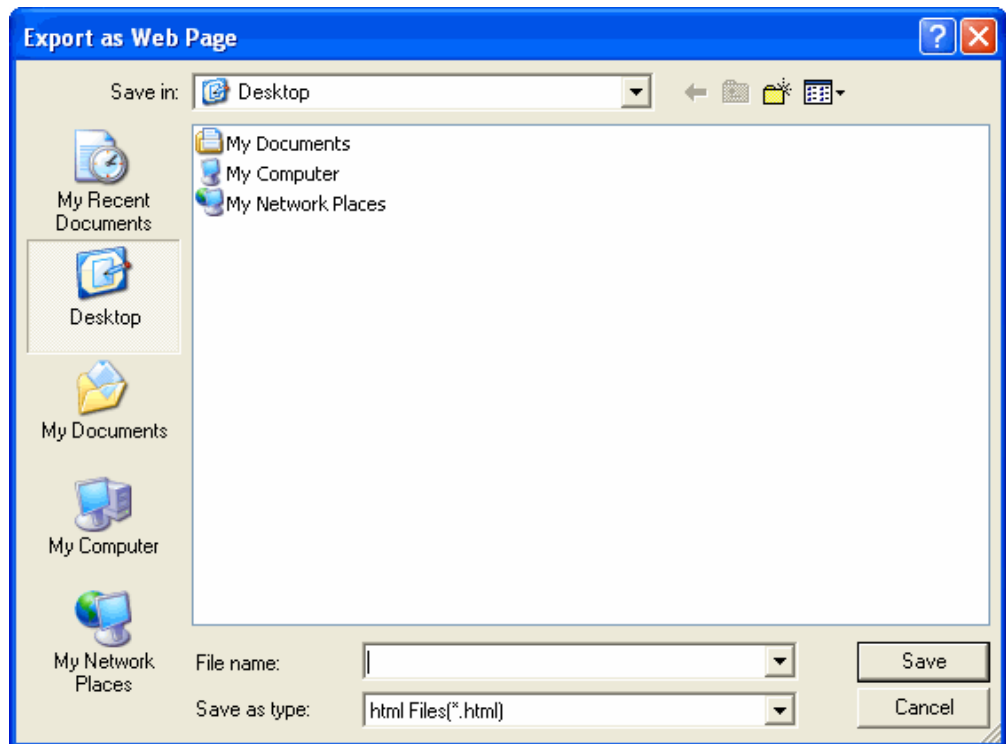 Export as Web Page
Save in:
Desktop
My Documents
My Computer
My Network Places
My Recent
Documents
Desktop
My Documents
My Computer
My Network
Places
File name:
Save
Save as type:
html Files(*.html)
Cancel